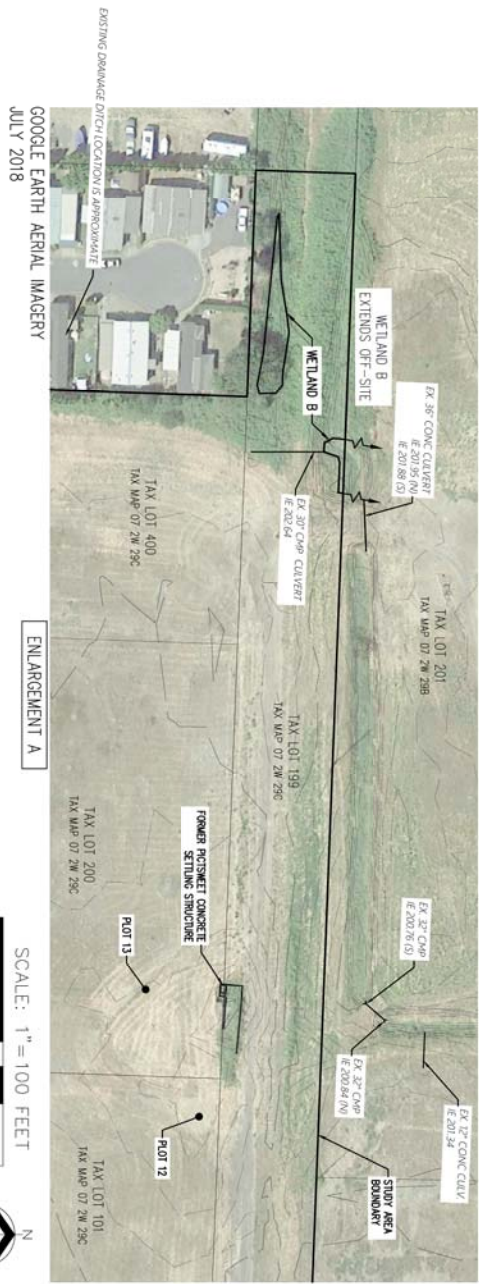 EXISTING DRAINAGE DITCH LOCATION IS APPROXIMATE
GOOGLE EARTH AERIAL IMAGERY
JULY 2018
WETLAND B
EXTENDS OFF-SITE
WETLAND B
EX. 36" CONC CULVERT
IE 201.95 (N)
IE 201.88 (S)
EX. 30" CMP CULVERT
IE 202.64
TAX LOT 201
TAX MAP 07 2W 29B
TAX LOT 400
TAX MAP 07 2W 29C
TAX LOT 199
TAX MAP 07 2W 29C
ENLARGEMENT A
TAX LOT 200
TAX MAP 07 2W 29C
FORMER PICTSWEET CONCRETE
SETTLING STRUCTURE
PLOT 13
EX. 32" CMP
IE 200.76 (S)
EX. 32" CMP
IE 200.84 (N)
EX. 12" CONC CULV.
IE 201.34
STUDY AREA
BOUNDARY
PLOT 12
TAX LOT 101
TAX MAP 07 2W 29C
SCALE: 1"=100 FEET
N